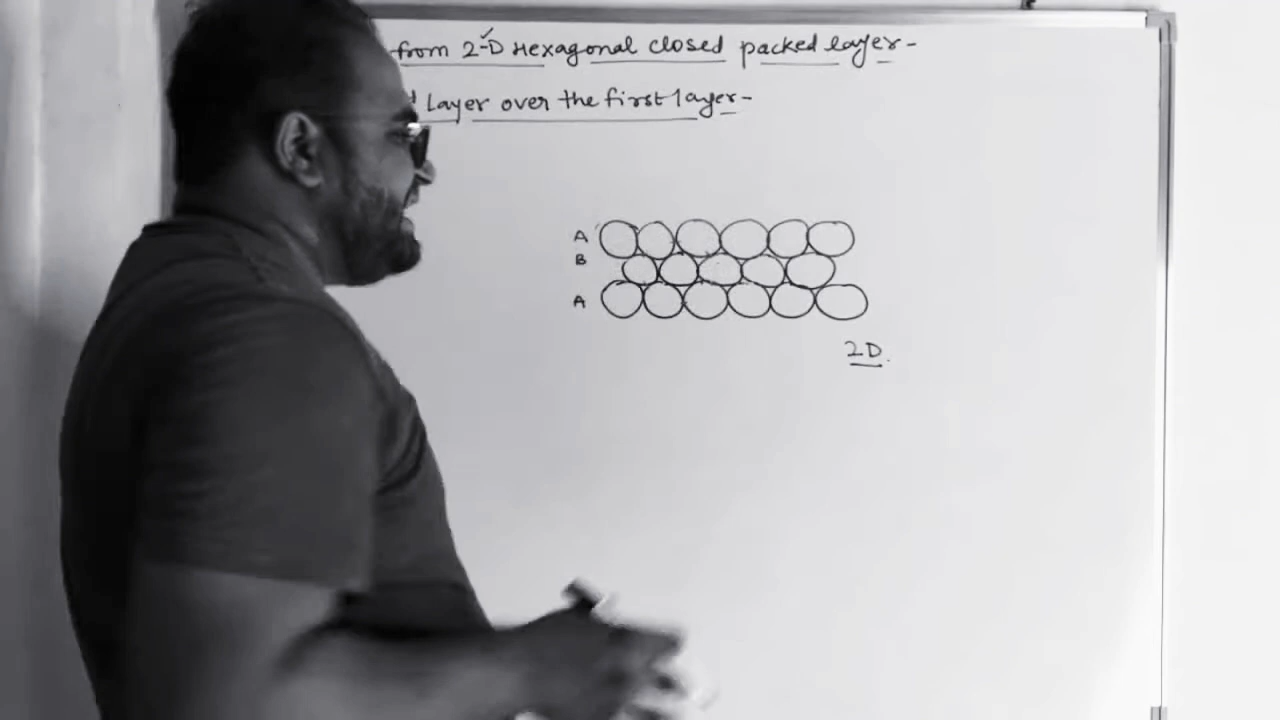 from 2-D Hexagonal closed packed layer-
Layer over the first layer-
A
B
A
2D.